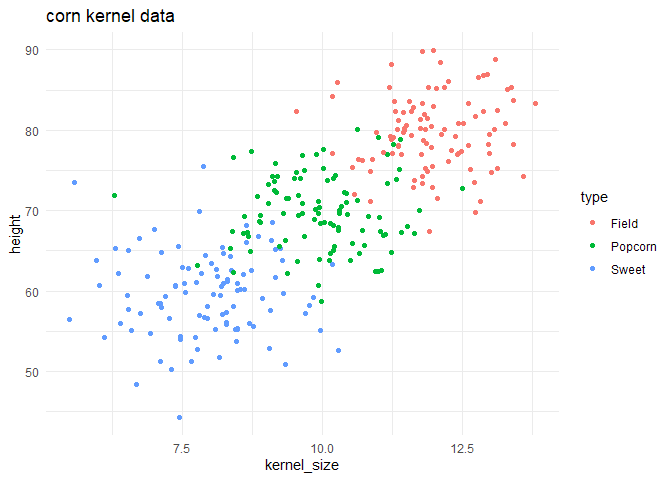 corn kernel data
90
80
70
60
50
height
7.5
10.0
12.5
kernel_size
type
Field
Popcorn
Sweet